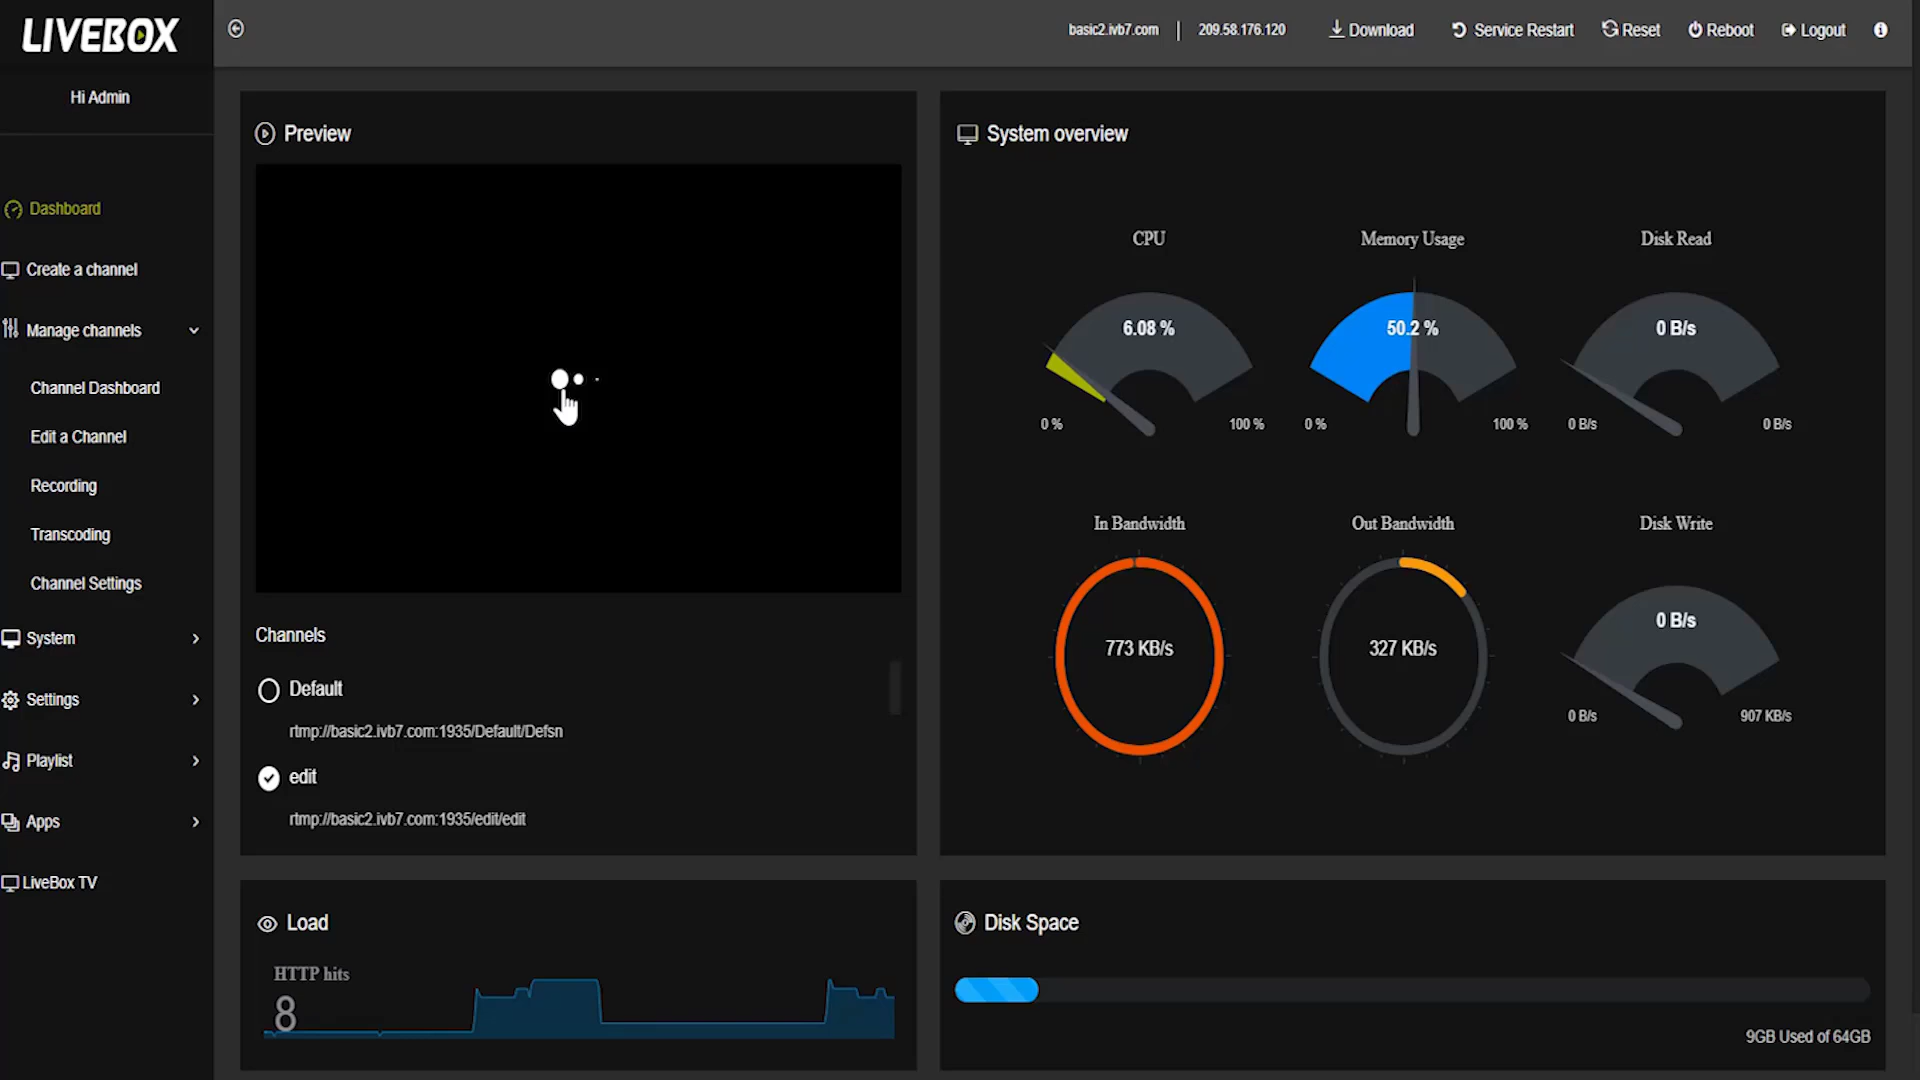 LIVEBOX
basic2.ivb7.com | 209.58.176.120 Download Service Restart Reset Reboot Logout
Hi Admin
Dashboard
Create a channel
Manage channels
Channel Dashboard
Edit a Channel
Recording
Transcoding
Channel Settings
System
Settings
Playlist
Apps
LiveBox TV
Preview
Channels
Default
rtmp://basic2.ivb7.com:1935/Default/Defsn
edit
rtmp://basic2.ivb7.com:1935/edit/edit
System overview
CPU
6.08 %
0 % 100 %
Memory Usage
50.2 %
0 % 100 %
Disk Read
0 B/s
0 B/s 0 B/s
In Bandwidth
773 KB/s
Out Bandwidth
327 KB/s
Disk Write
0 B/s
0 B/s 907 KB/s
Load
HTTP hits
8
Disk Space
9GB Used of 64GB